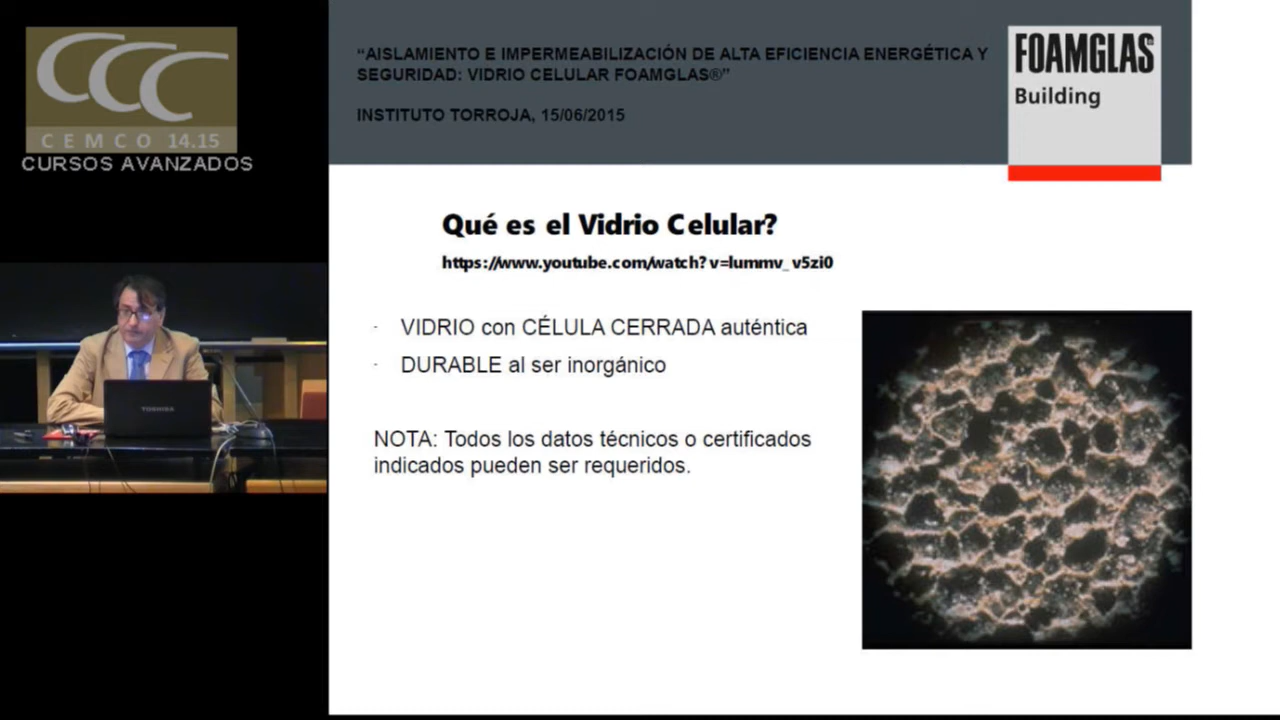 CCC
CEMCO 14.15
CURSOS AVANZADOS
“AISLAMIENTO E IMPERMEABILIZACIÓN DE ALTA EFICIENCIA ENERGÉTICA Y
SEGURIDAD: VIDRIO CELULAR FOAMGLAS®”
INSTITUTO TORROJA, 15/06/2015
FOAMGLAS
Building
Qué es el Vidrio Celular?
https://www.youtube.com/watch?v=lummv_v5zi0
· VIDRIO con CÉLULA CERRADA auténtica
· DURABLE al ser inorgánico
NOTA: Todos los datos técnicos o certificados
indicados pueden ser requeridos.
TOSHIBA